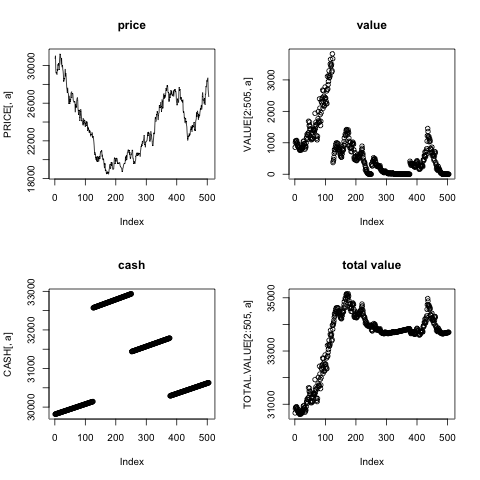 price
PRICE[, a]
18000 22000 26000 30000
0 100 200 300 400 500
Index
value
VALUE[2:505, a]
0 1000 2000 3000
0 100 200 300 400 500
Index
cash
CASH[, a]
30000 31000 32000 33000
0 100 200 300 400 500
Index
total value
TOTAL.VALUE[2:505, a]
31000 33000 35000
0 100 200 300 400 500
Index